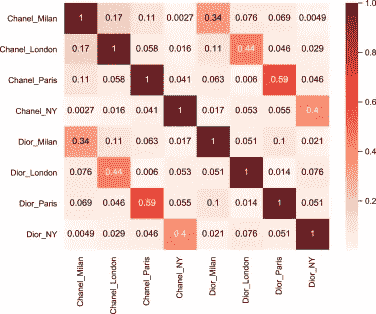 Chanel_Milan 1 0.17 0.11 0.0027 0.34 0.076 0.069 0.0049
Chanel_London 0.17 1 0.058 0.016 0.11 0.44 0.046 0.029
Chanel_Paris 0.11 0.058 1 0.041 0.063 0.006 0.59 0.046
Chanel_NY 0.0027 0.016 0.041 1 0.017 0.053 0.055 0.4
Dior_Milan 0.34 0.11 0.063 0.017 1 0.051 0.1 0.021
Dior_London 0.076 0.44 0.006 0.053 0.051 1 0.014 0.076
Dior_Paris 0.069 0.046 0.59 0.055 0.1 0.014 1 0.051
Dior_NY 0.0049 0.029 0.046 0.4 0.021 0.076 0.051 1
Chanel_Milan
Chanel_London
Chanel_Paris
Chanel_NY
Dior_Milan
Dior_London
Dior_Paris
Dior_NY
1.0
0.8
0.6
0.4
0.2